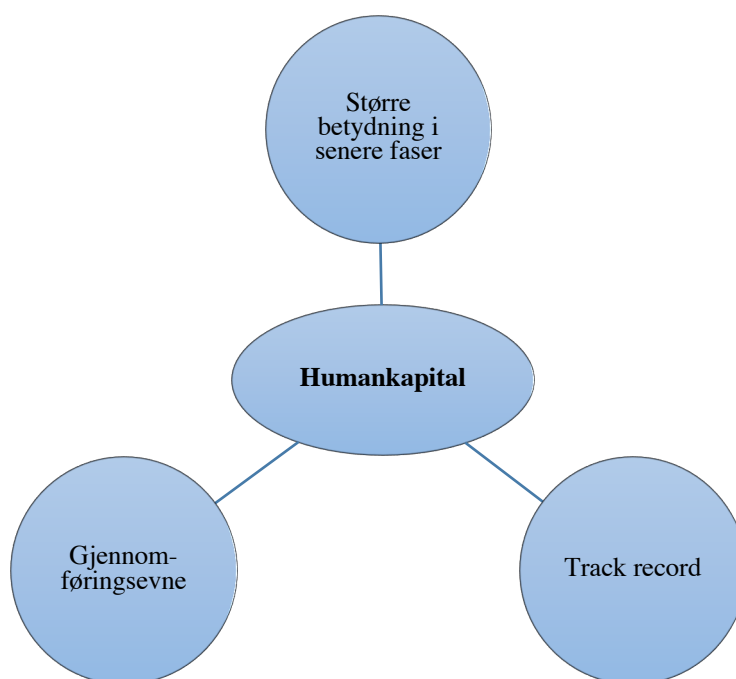 Større
betydning i
senere faser
Humankapital
Gjennom-
føringsevne
Track record